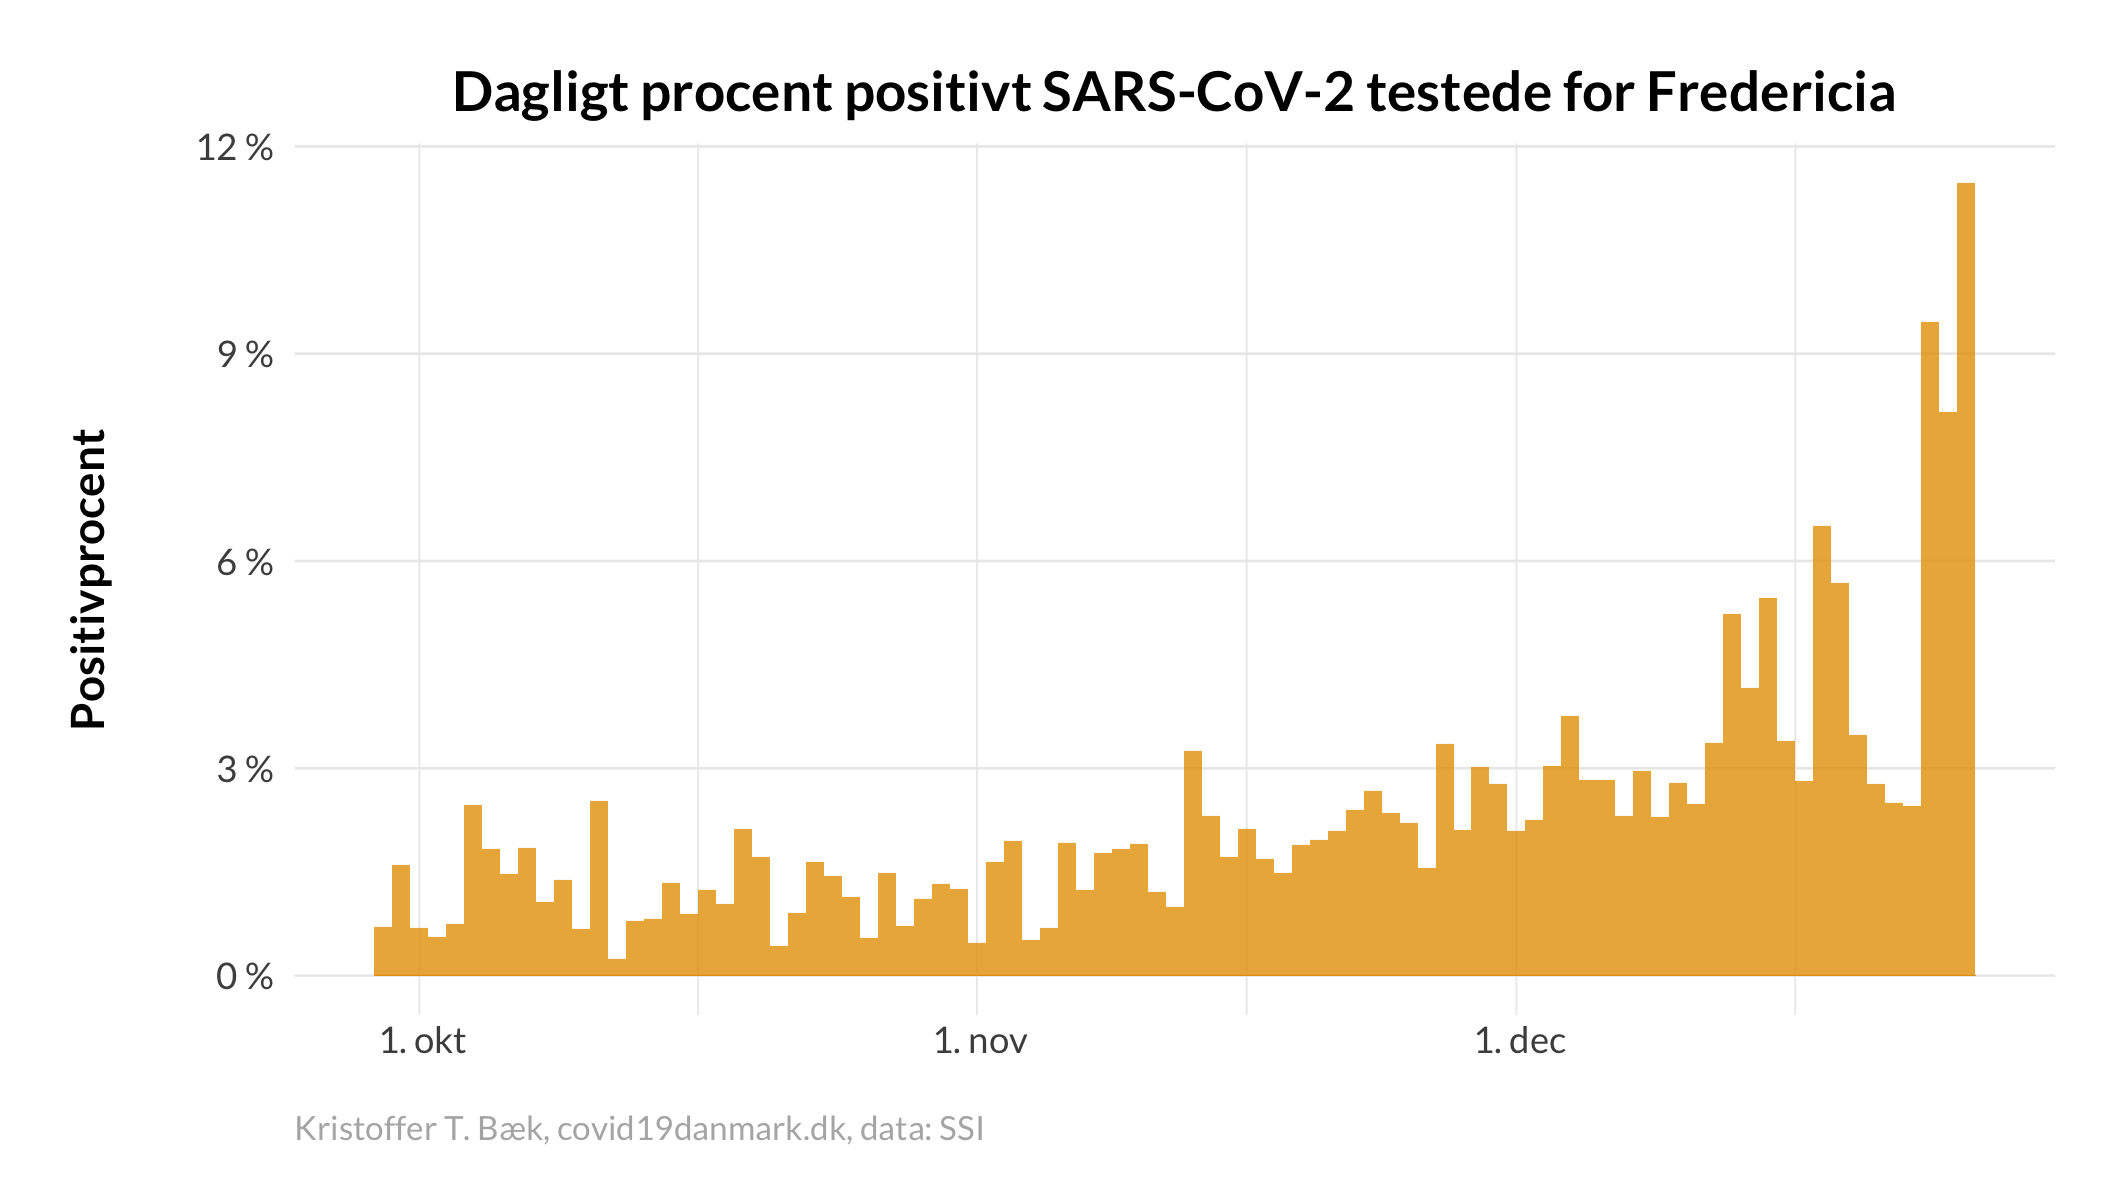 Dagligt procent positivt SARS-CoV-2 testede for Fredericia
12 %
9 %
6 %
3 %
0 %
Positivprocent
1. okt
1. nov
1. dec
Kristoffer T. Bæk, covid19danmark.dk, data: SSI